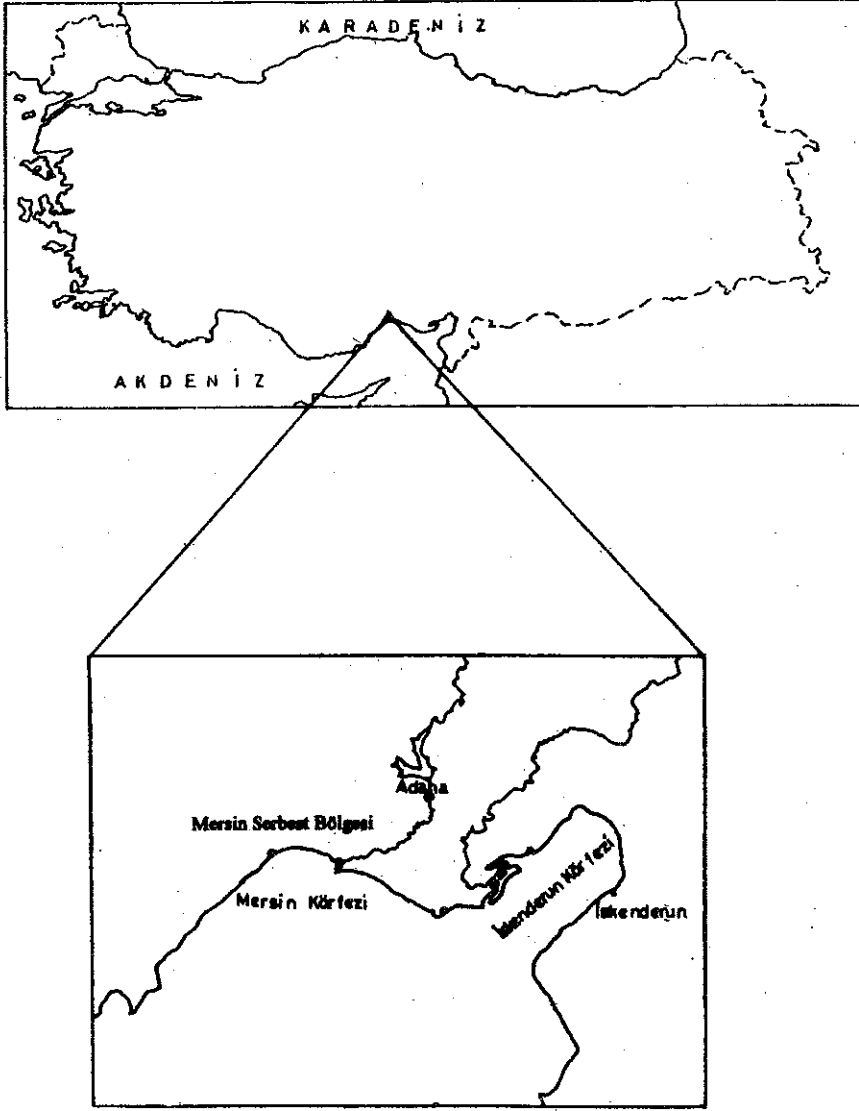 KARADENİZ
AKDENİZ
Adana
Mersin Serbest Bölgesi
Mersin Körfezi
İskenderun Körfezi
İskenderun